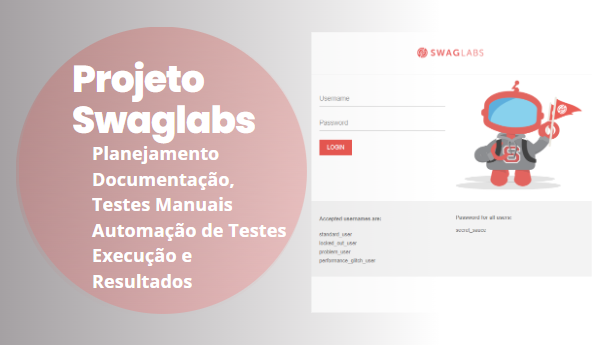 Projeto
Swaglabs
Planejamento
Documentação,
Testes Manuais
Automação de Testes
Execução e
Resultados
SWAGLABS
Username
Password
LOGIN
Accepted usernames are:
standard_user
locked_out_user
problem_user
performance_glitch_user
Password for all users:
secret_sauce